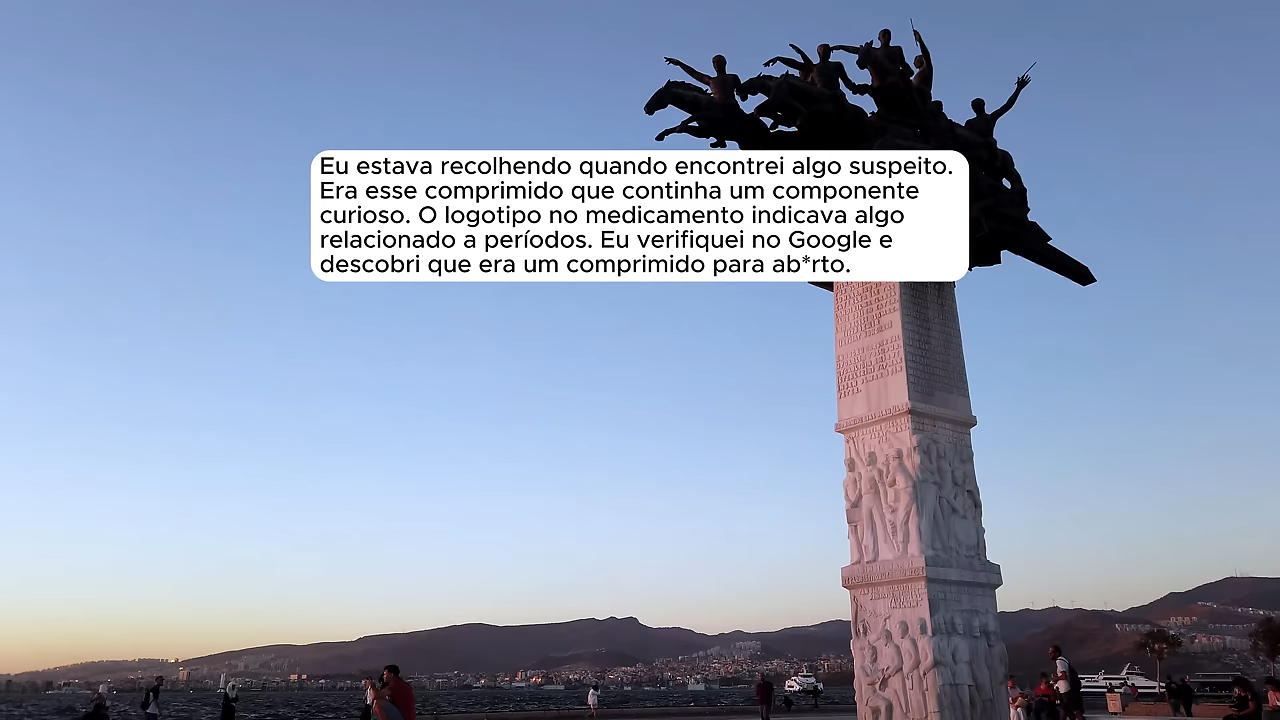 Eu estava recolhendo quando encontrei algo suspeito.
Era esse comprimido que continha um componente
curioso. O logotipo no medicamento indicava algo
relacionado a períodos. Eu verifiquei no Google e
descobri que era um comprimido para ab*rto.